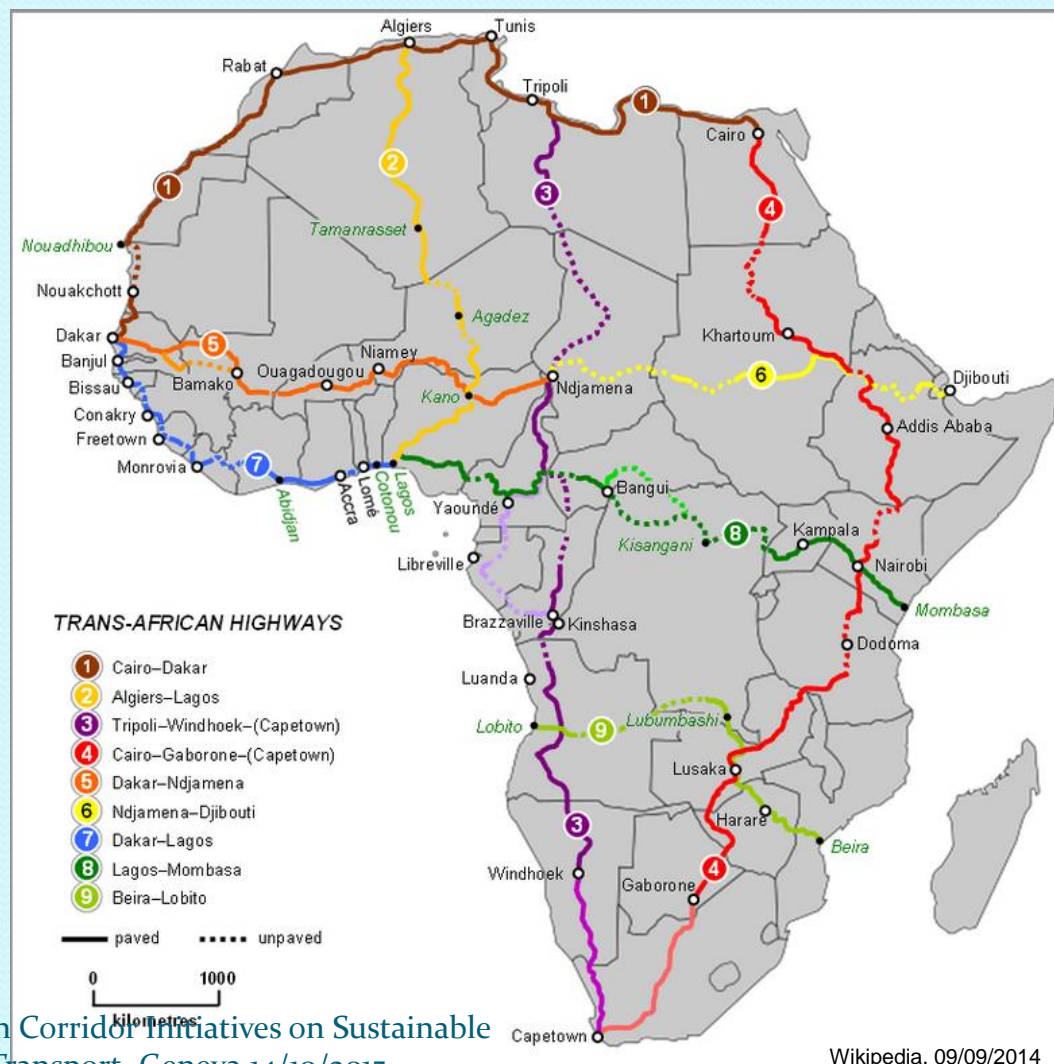 Algiers
Tunis
Rabat
Tripoli
1
Cairo
2
1
3
4
Tamanrasset
Nouadhibou
Nouakchott
Agadez
Khartoum
Dakar
5
Niamey
Banjul
Ouagadougou
Bamako
Ndjamena
6
Djibouti
Bissau
Kano
Conakry
Addis Ababa
Freetown
Monrovia
7
Abidjan
Accra
Lomé
Cotonou
Lagos
Yaoundé
Bangui
Kisangani
8
Kampala
Libreville
Nairobi
Mombasa
Brazzaville
Kinshasa
Dodoma
Luanda
Lobito
9
Lubumbashi
Lusaka
Harare
Beira
3
Windhoek
Gaborone
4
Capetown
TRANS-AFRICAN HIGHWAYS
1 Cairo–Dakar
2 Algiers–Lagos
3 Tripoli–Windhoek–(Capetown)
4 Cairo–Gaborone–(Capetown)
5 Dakar–Ndjamena
6 Ndjamena–Djibouti
7 Dakar–Lagos
8 Lagos–Mombasa
9 Beira–Lobito
paved unpaved
0 1000
kilometres
Corridor Initiatives on Sustainable
Transport, Geneva 14/10/2015
Wikipedia, 09/09/2014